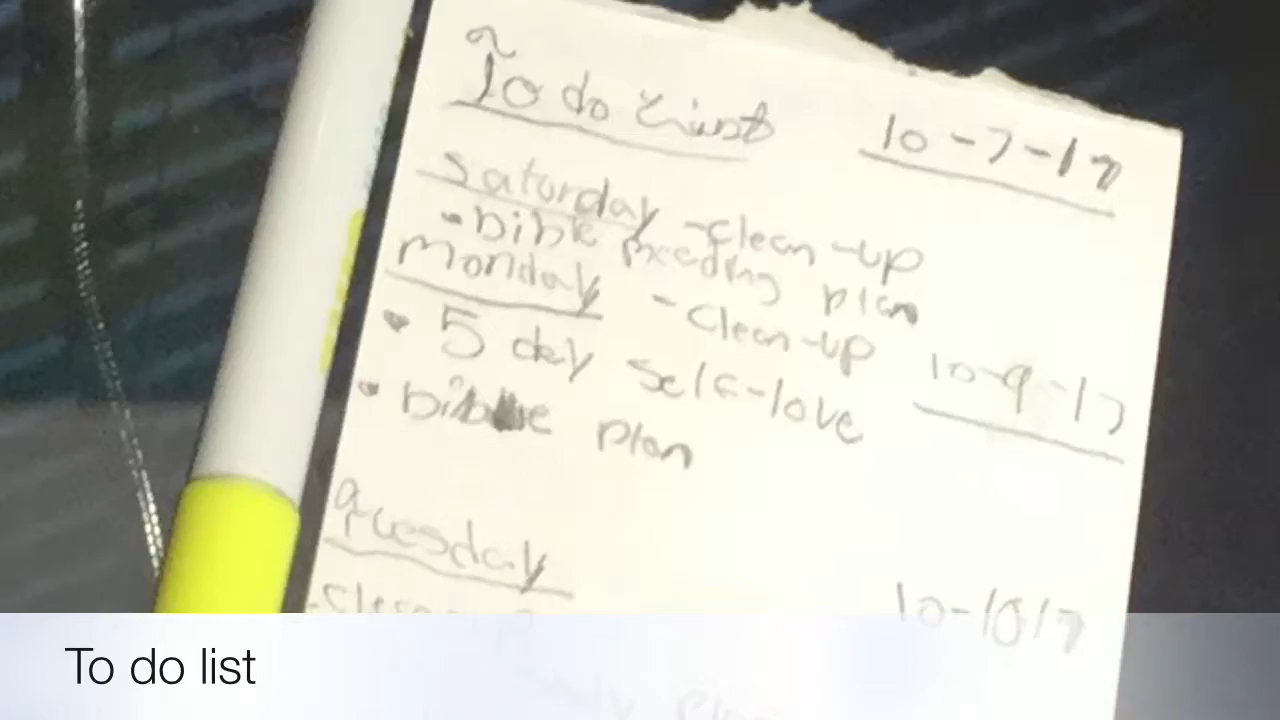 To do List 10-7-17
Saturday -clean-up
-bible reading plan
Monday -clean-up 10-9-17
• 5 day self-love
• bible plan
Tuesday
10-10 17
To do list